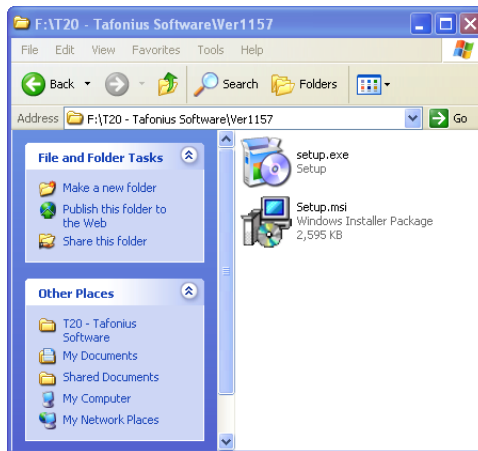 F:\T20 - Tafonius Software\Ver1157
File Edit View Favorites Tools Help
Back Search Folders
Address F:\T20 - Tafonius Software\Ver1157 Go
File and Folder Tasks
Make a new folder
Publish this folder to
the Web
Share this folder
Other Places
T20 - Tafonius
Software
My Documents
Shared Documents
My Computer
My Network Places
setup.exe
Setup
Setup.msi
Windows Installer Package
2,595 KB